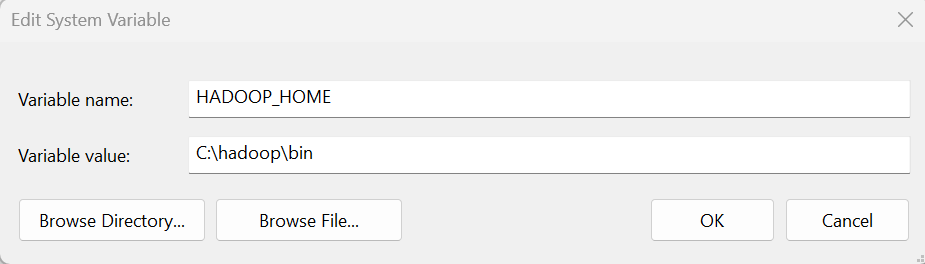 Edit System Variable
Variable name: HADOOP_HOME
Variable value: C:\hadoop\bin
Browse Directory... Browse File... OK Cancel